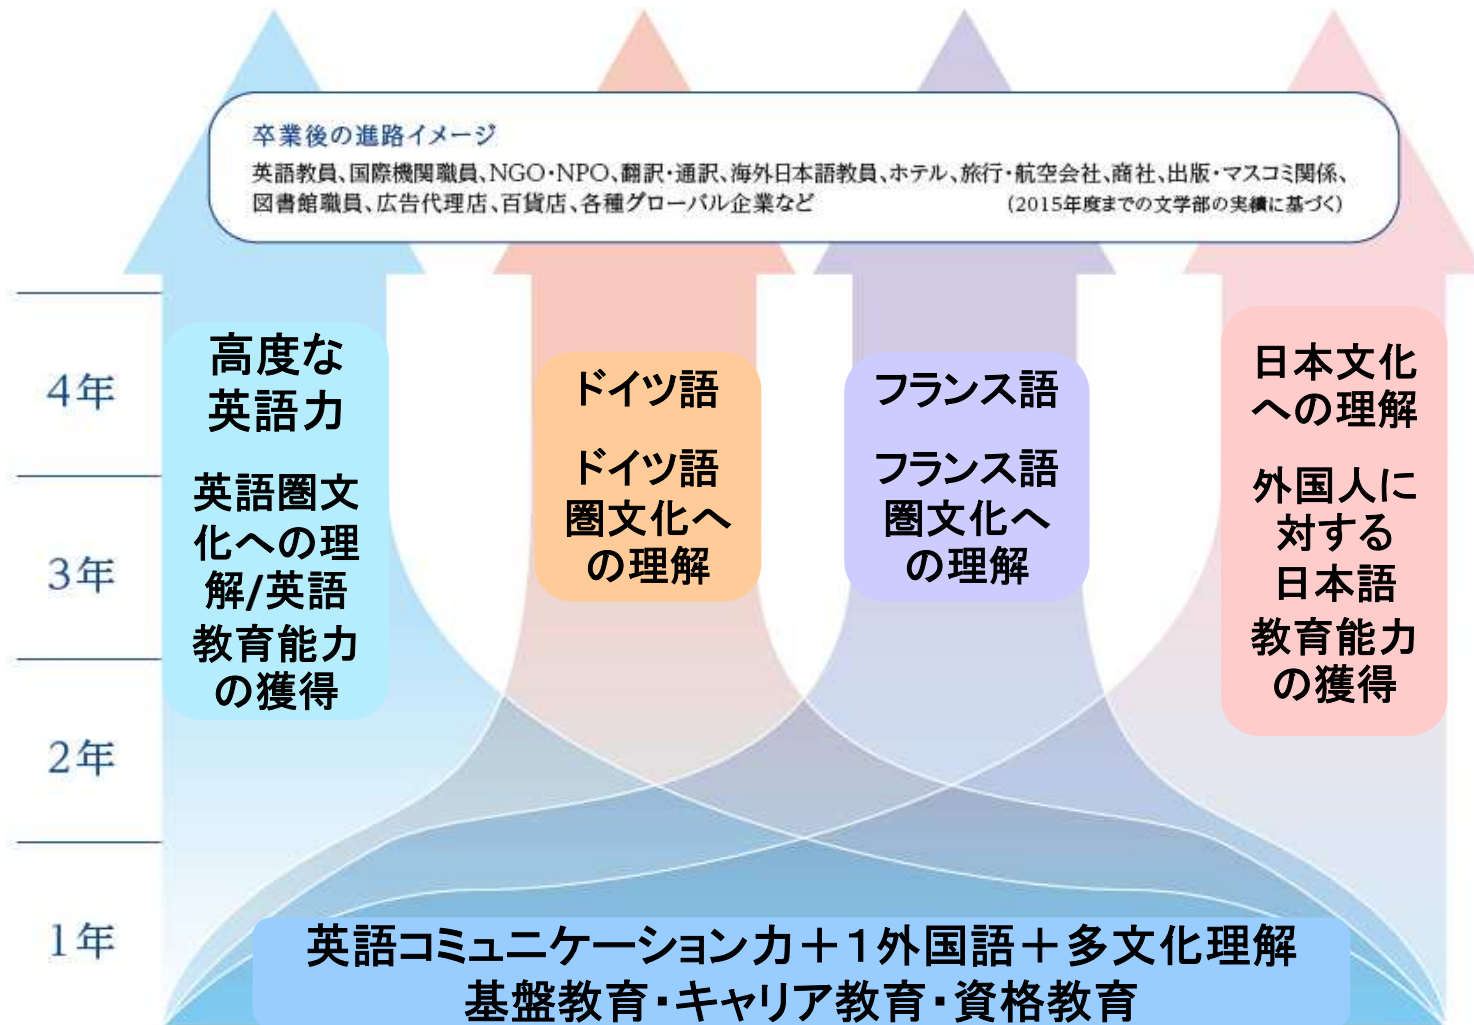 卒業後の進路イメージ
英語教員、国際機関職員、NGO・NPO、翻訳・通訳、海外日本語教員、ホテル、旅行・航空会社、商社、出版・マスコミ関係、
図書館職員、広告代理店、百貨店、各種グローバル企業など
(2015年度までの文学部の実績に基づく)
4年
3年
2年
1年
高度な
英語力
英語圏文
化への理
解/英語
教育能力
の獲得
ドイツ語
ドイツ語
圏文化へ
の理解
フランス語
フランス語
圏文化へ
の理解
日本文化
への理解
外国人に
対する
日本語
教育能力
の獲得
英語コミュニケーション力＋1外国語＋多文化理解
基盤教育・キャリア教育・資格教育